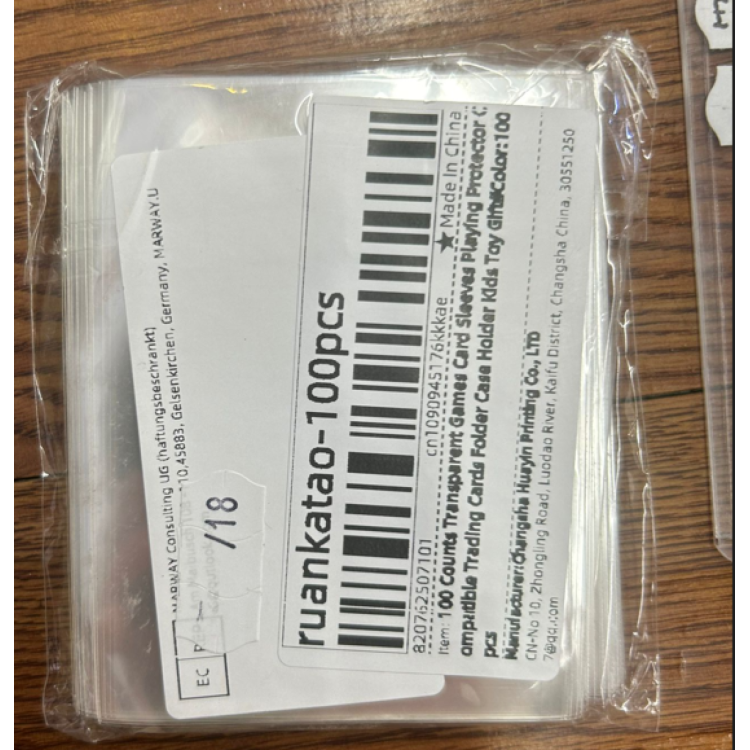 MARWAY Consulting UG (haftungsbeschrankt)
10,45883, Gelsenkirchen, Germany, MARWAY.U
EC
/18
ruankatao-100pcs
820762507101
cn1090945176kkkae
★ Made In China
Item: 100 Counts Transparent Games Card Sleeves Playing Protector C
ompatible Trading Cards Folder Case Holder Kids Toy Gifts Color:100
pcs
Manufacturer:Changsha Huayin Printing Co., LTD
CN-No 10, Zhongling Road, Luodao River, Kaifu District, Changsha China, 30551250
7@qq.com